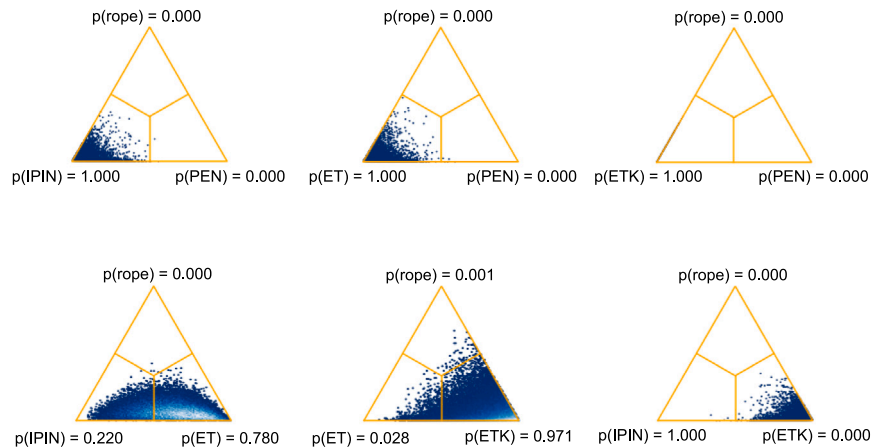 p(rope) = 0.000 p(rope) = 0.000 p(rope) = 0.000
p(IPIN) = 1.000 p(PEN) = 0.000 p(ET) = 1.000 p(PEN) = 0.000 p(ETK) = 1.000 p(PEN) = 0.000
p(rope) = 0.000 p(rope) = 0.001 p(rope) = 0.000
p(IPIN) = 0.220 p(ET) = 0.780 p(ET) = 0.028 p(ETK) = 0.971 p(IPIN) = 1.000 p(ETK) = 0.000